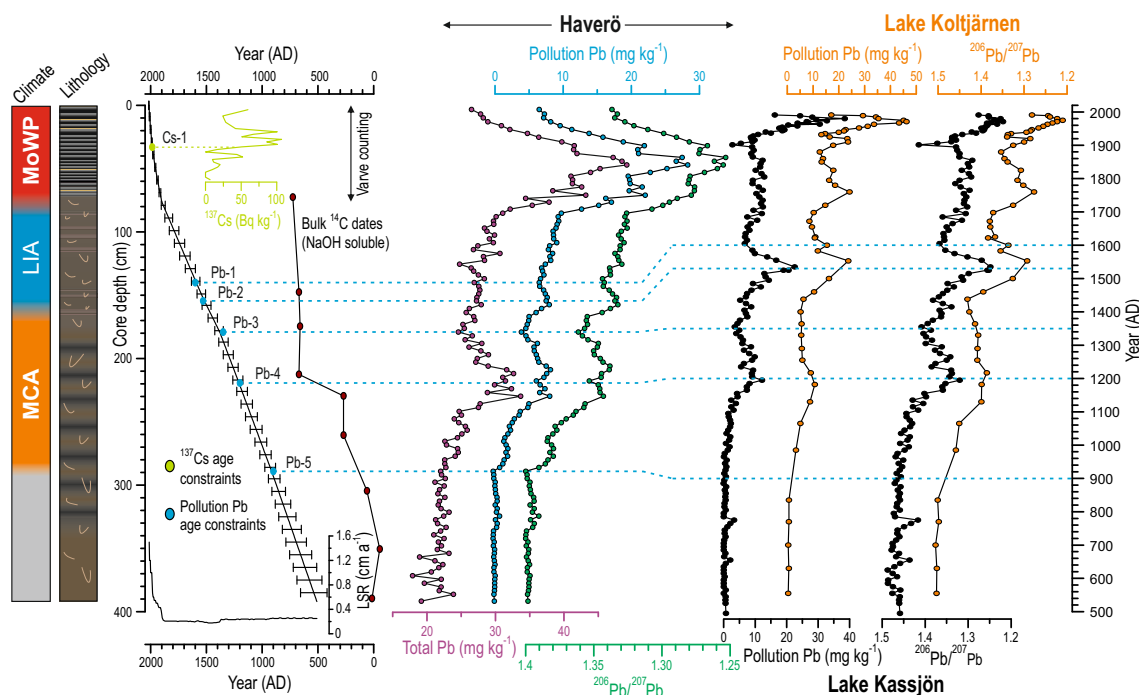 Haverö
Lake Koltjärnen
Year (AD)
Pollution Pb (mg kg-1)
Pollution Pb (mg kg-1)
206Pb/207Pb
Climate
Lithology
2000 1500 1000 500 0
0 10 20 30
0 10 20 30 40 50
1.5 1.4 1.3 1.2
MoWP
LIA
MCA
Core depth (cm)
0
100
200
300
400
Cs-1
0 50 100
137Cs (Bq kg-1)
Varve counting
Bulk 14C dates
(NaOH soluble)
Pb-1
Pb-2
Pb-3
Pb-4
Pb-5
137Cs age
constraints
Pollution Pb
age constraints
1.6
1.2
0.8
0.4
0
LSR (cm a-1)
2000
1900
1800
1700
1600
1500
1400
1300
1200
1100
1000
900
800
700
600
500
Year (AD)
2000 1500 1000 500 0
Year (AD)
20 30 40
Total Pb (mg kg-1)
1.4 1.35 1.30 1.25
206Pb/207Pb
0 10 20 30 40
Pollution Pb (mg kg-1)
1.5 1.4 1.3 1.2
206Pb/207Pb
Lake Kassjön